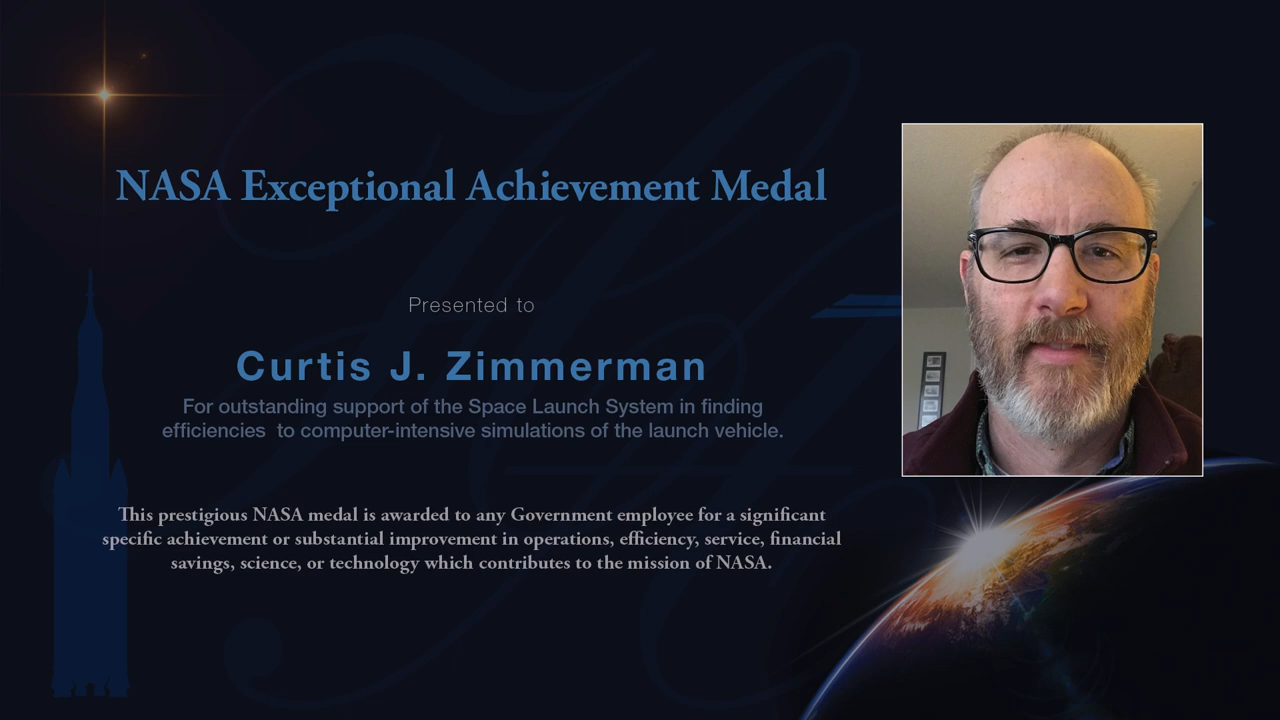 NASA Exceptional Achievement Medal
Presented to
Curtis J. Zimmerman
For outstanding support of the Space Launch System in finding
efficiencies  to computer-intensive simulations of the launch vehicle.
This prestigious NASA medal is awarded to any Government employee for a significant
specific achievement or substantial improvement in operations, efficiency, service, financial
savings, science, or technology which contributes to the mission of NASA.